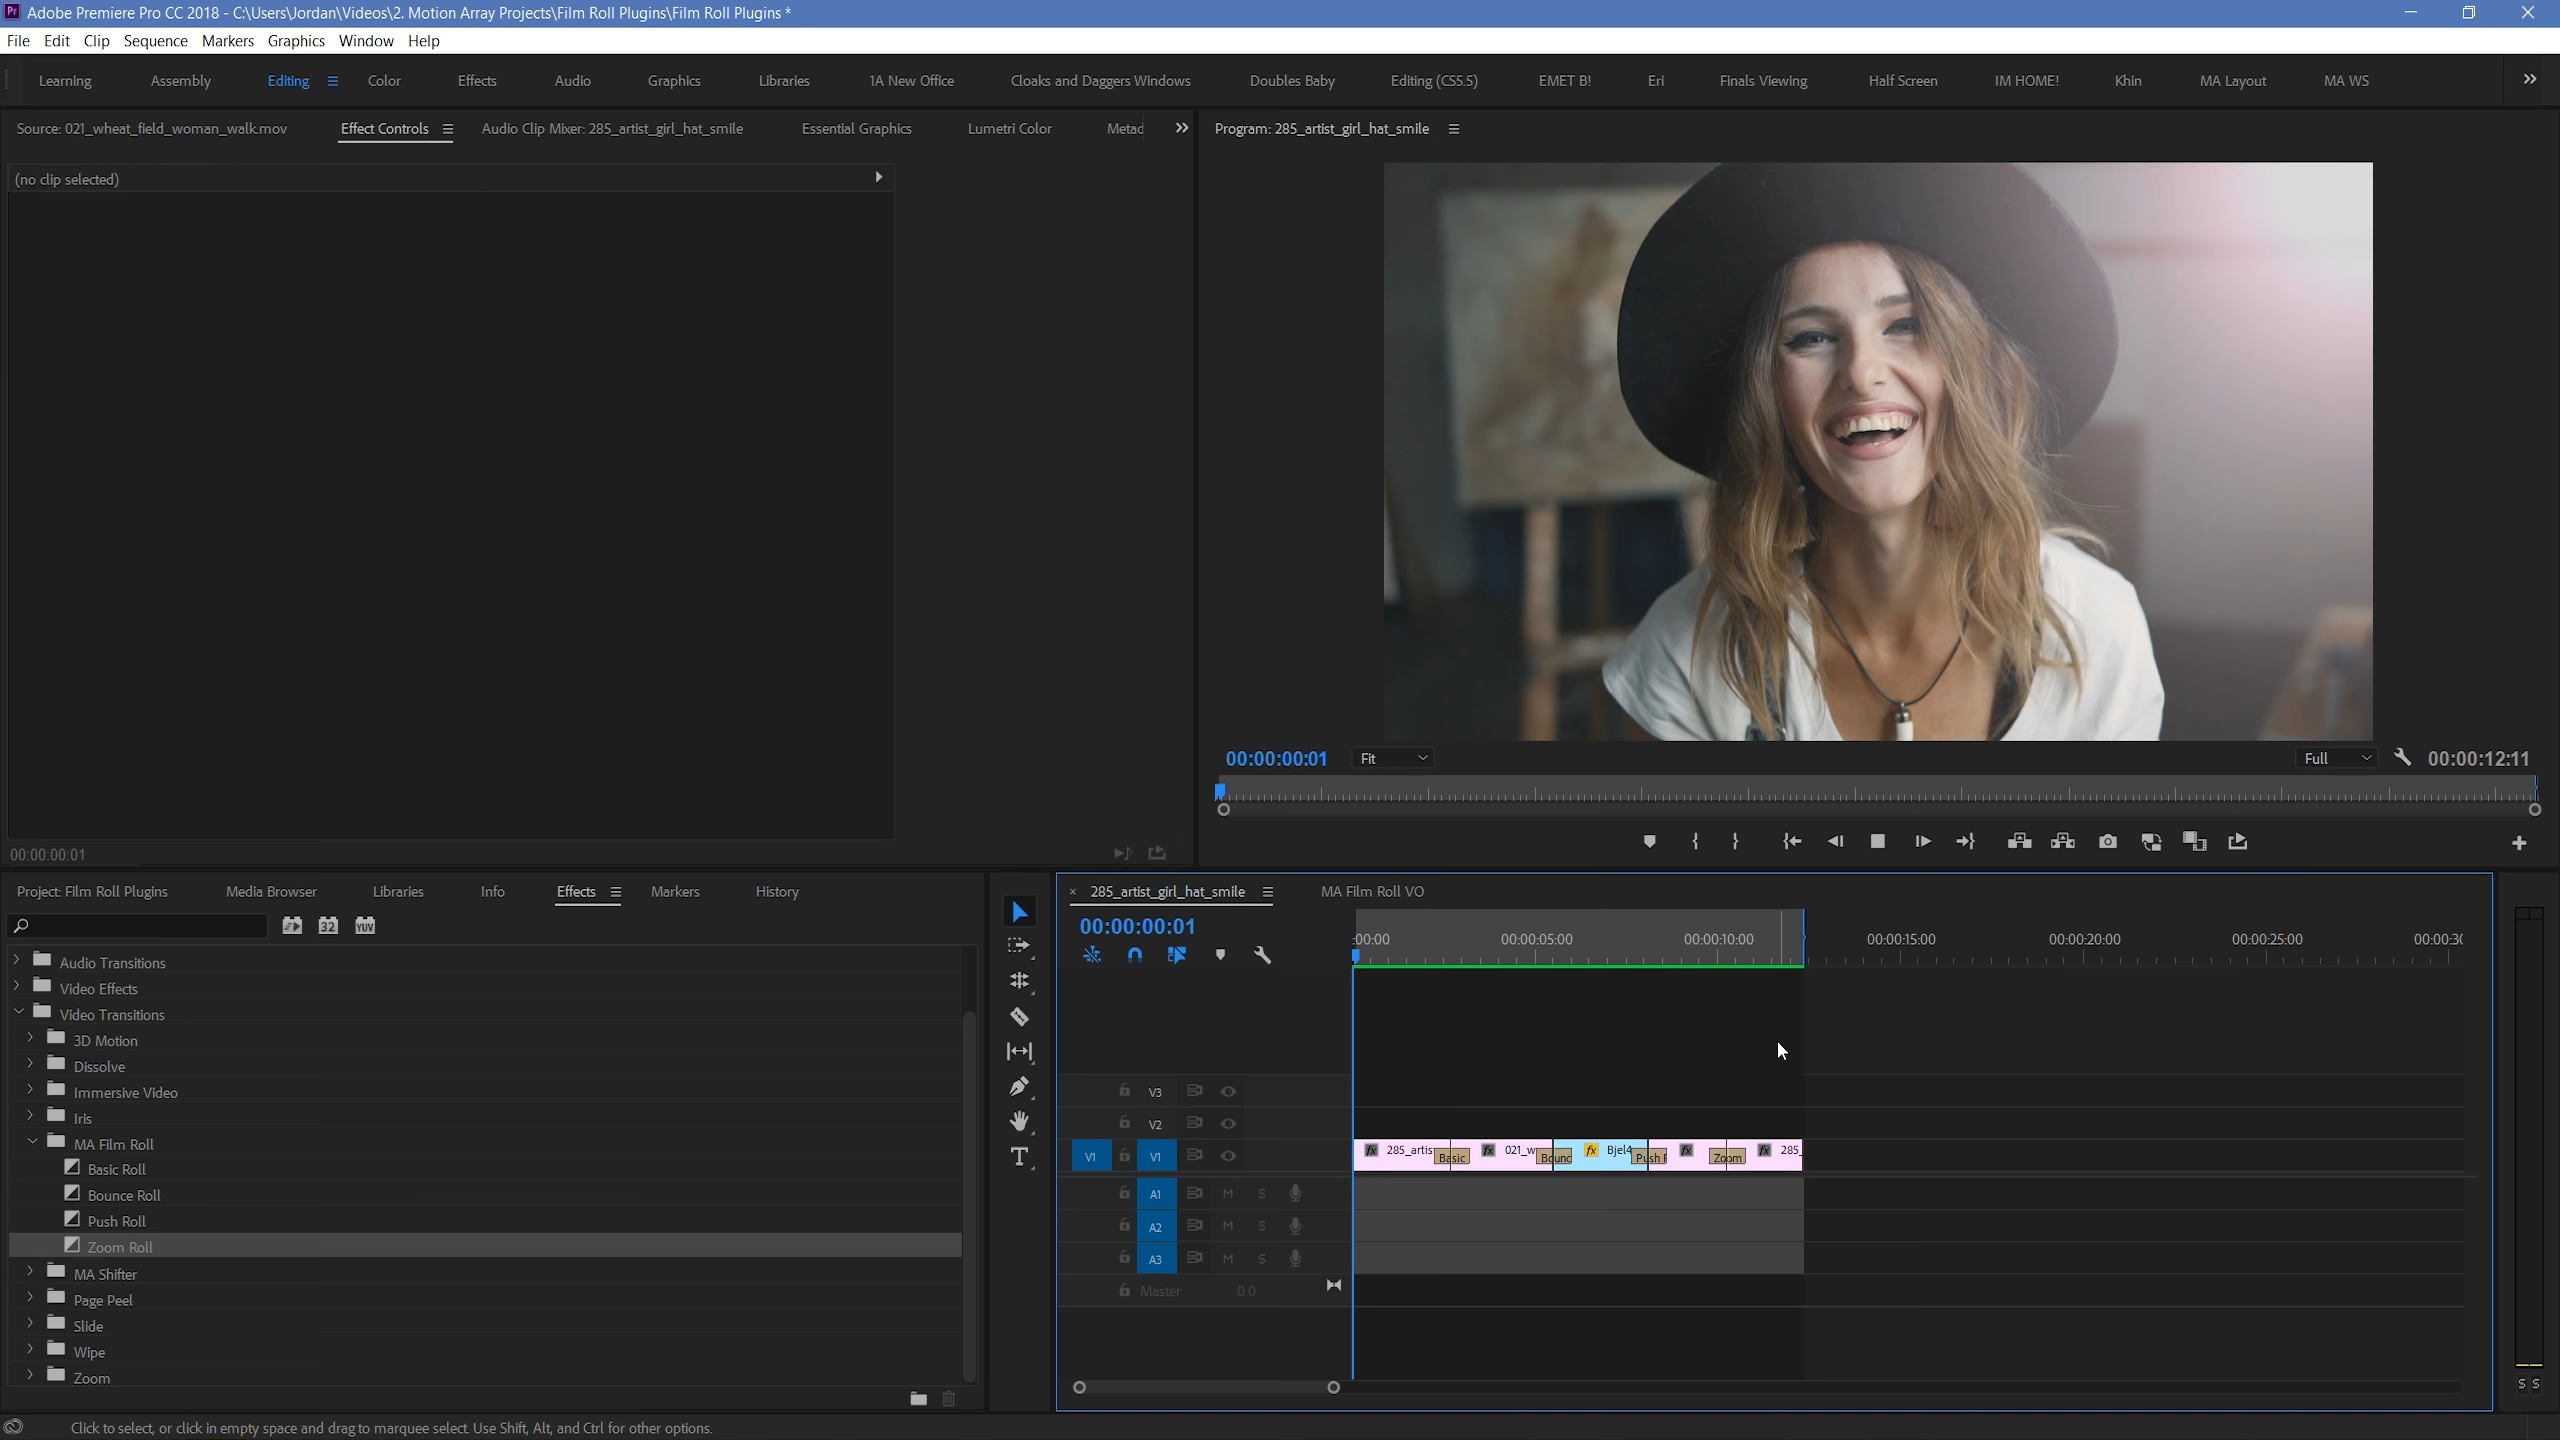 Pr Adobe Premiere Pro CC 2018 - C:\Users\Jordan\Videos\2. Motion Array Projects\Film Roll Plugins\Film Roll Plugins *
File Edit Clip Sequence Markers Graphics Window Help
Learning Assembly Editing Color Effects Audio Graphics Libraries 1A New Office Cloaks and Daggers Windows Doubles Baby Editing (CS5.5) EMET B! Eri Finals Viewing Half Screen IM HOME! Khin MA Layout MA WS
Source: 021_wheat_field_woman_walk.mov Effect Controls Audio Clip Mixer: 285_artist_girl_hat_smile Essential Graphics Lumetri Color Metad
Program: 285_artist_girl_hat_smile
(no clip selected)
00:00:00:01 Fit Full 00:00:12:11
00:00:00:01
Project: Film Roll Plugins Media Browser Libraries Info Effects Markers History
32 YUV
Audio Transitions
Video Effects
Video Transitions
3D Motion
Dissolve
Immersive Video
Iris
MA Film Roll
Basic Roll
Bounce Roll
Push Roll
Zoom Roll
MA Shifter
Page Peel
Slide
Wipe
Zoom
× 285_artist_girl_hat_smile MA Film Roll VO
00:00:00:01
:00:00 00:00:05:00 00:00:10:00 00:00:15:00 00:00:20:00 00:00:25:00 00:00:30
V3
V2
V1 V1 fx 285_artis Basic fx 021_w Bounc fx Bjel4 Push F fx Zoom fx 285_
A1 M S
A2 M S
A3 M S
Master 0.0
S S
Click to select, or click in empty space and drag to marquee select. Use Shift, Alt, and Ctrl for other options.